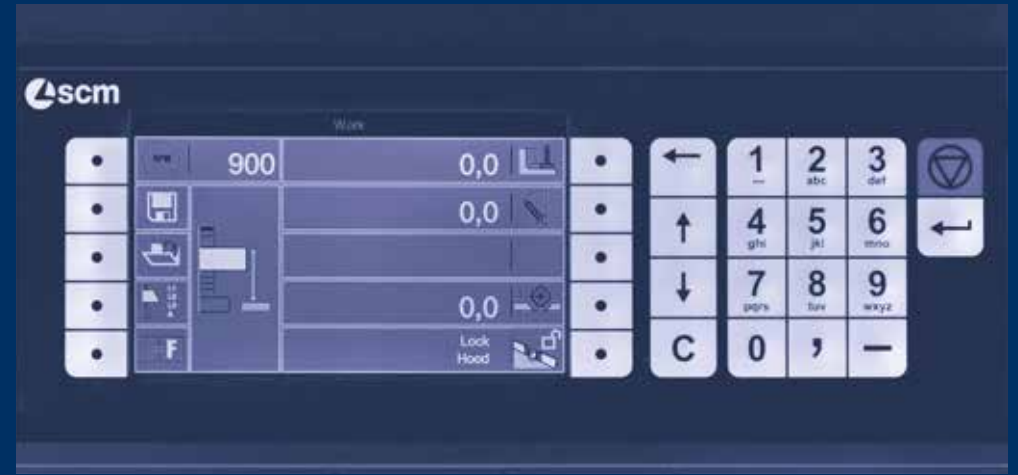 scm
Work
900 0,0
0,0
0,0
Lock
Hood
F
1 2 3
abc def
4 5 6
ghi jkl mno
7 8 9
pqrs tuv wxyz
C 0 , –